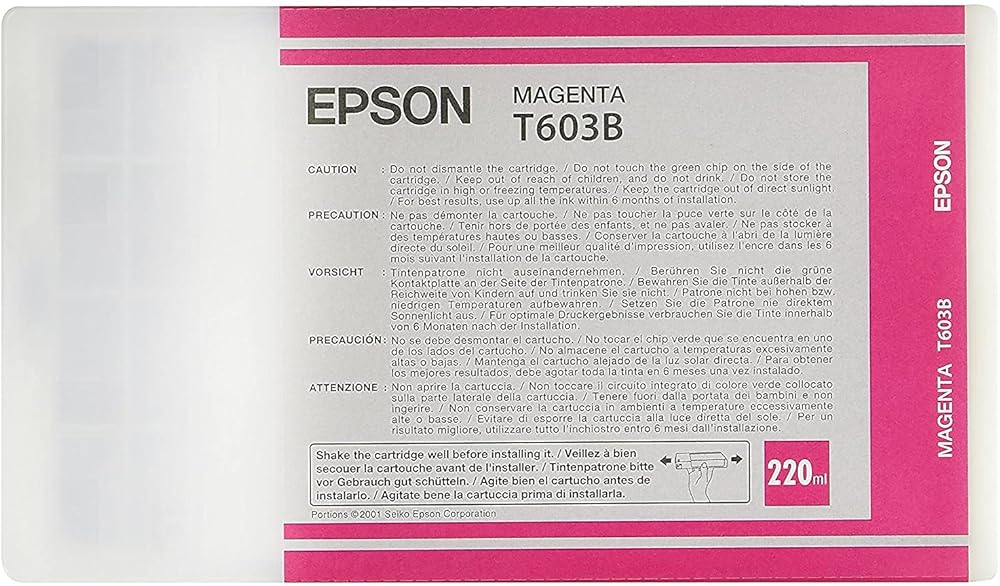 EPSON MAGENTA
T603B
CAUTION : Do not dismantle the cartridge. / Do not touch the green chip on the side of the
cartridge. / Keep out of reach of children, and do not drink. / Do not store the
cartridge in high or freezing temperatures. / Keep the cartridge out of direct sunlight.
/ For best results, use up all the ink within 6 months of installation.
PRECAUTION : Ne pas démonter la cartouche. / Ne pas toucher la puce verte sur le côté de la
cartouche. / Tenir hors de portée des enfants, et ne pas avaler. / Ne pas stocker à
des températures hautes ou basses. / Conserver la cartouche à l'abri de la lumière
directe du soleil. / Pour une meilleur qualité d'impression, utilisez l'encre dans les 6
mois suivant l'installation de la cartouche.
VORSICHT : Tintenpatrone nicht auseinandernehmen. / Berühren Sie nicht die grüne
Kontaktplatte an der Seite der Tintenpatrone. / Bewahren Sie die Tinte außerhalb der
Reichweite von Kindern auf und trinken Sie sie nicht. / Patrone nicht bei hohen bzw.
niedrigen Temperaturen aufbewahren. / Setzen Sie die Patrone nie direktem
Sonnenlicht aus. / Für optimale Druckergebnisse verbrauchen Sie die Tinte innerhalb
von 6 Monaten nach der Installation.
PRECAUCIÓN: No se debe desmontar el cartucho. / No tocar el chip verde que se encuentra en uno
de los lados del cartucho. / No almacene el cartucho a temperaturas excesivamente
altas o bajas. / Mantenga el cartucho alejado de la luz solar directa. / Para obtener
los mejores resultados, debe agotar toda la tinta en 6 meses una vez instalado.
ATTENZIONE : Non aprire la cartuccia. / Non toccare il circuito integrato di colore verde collocato
sulla parte laterale della cartuccia. / Tenere fuori dalla portata dei bambini e non
ingerire. / Non conservare la cartuccia in ambienti a temperature eccessivamente
alte o basse. / Evitare di esporre la cartuccia alla luce diretta del sole. / Per un
risultato migliore, utilizzare tutto l'inchiostro entro 6 mesi dall'installazione.
Shake the cartridge well before installing it. / Veillez à bien
secouer la cartouche avant de l'installer. / Tintenpatrone bitte
vor Gebrauch gut schütteln. / Agite bien el cartucho antes de
instalarlo. / Agitate bene la cartuccia prima di installarla.
220ml
Portions ©2001 Seiko Epson Corporation
MAGENTA T603B EPSON